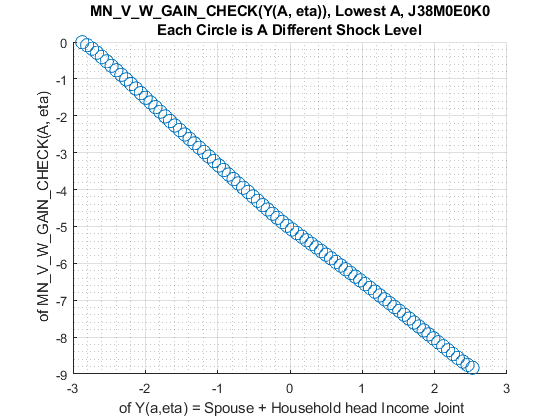 MN_V_W_GAIN_CHECK(Y(A, eta)), Lowest A, J38M0E0K0
Each Circle is A Different Shock Level
of MN_V_W_GAIN_CHECK(A, eta)
0
-1
-2
-3
-4
-5
-6
-7
-8
-9
-3 -2 -1 0 1 2 3
of Y(a,eta) = Spouse + Household head Income Joint